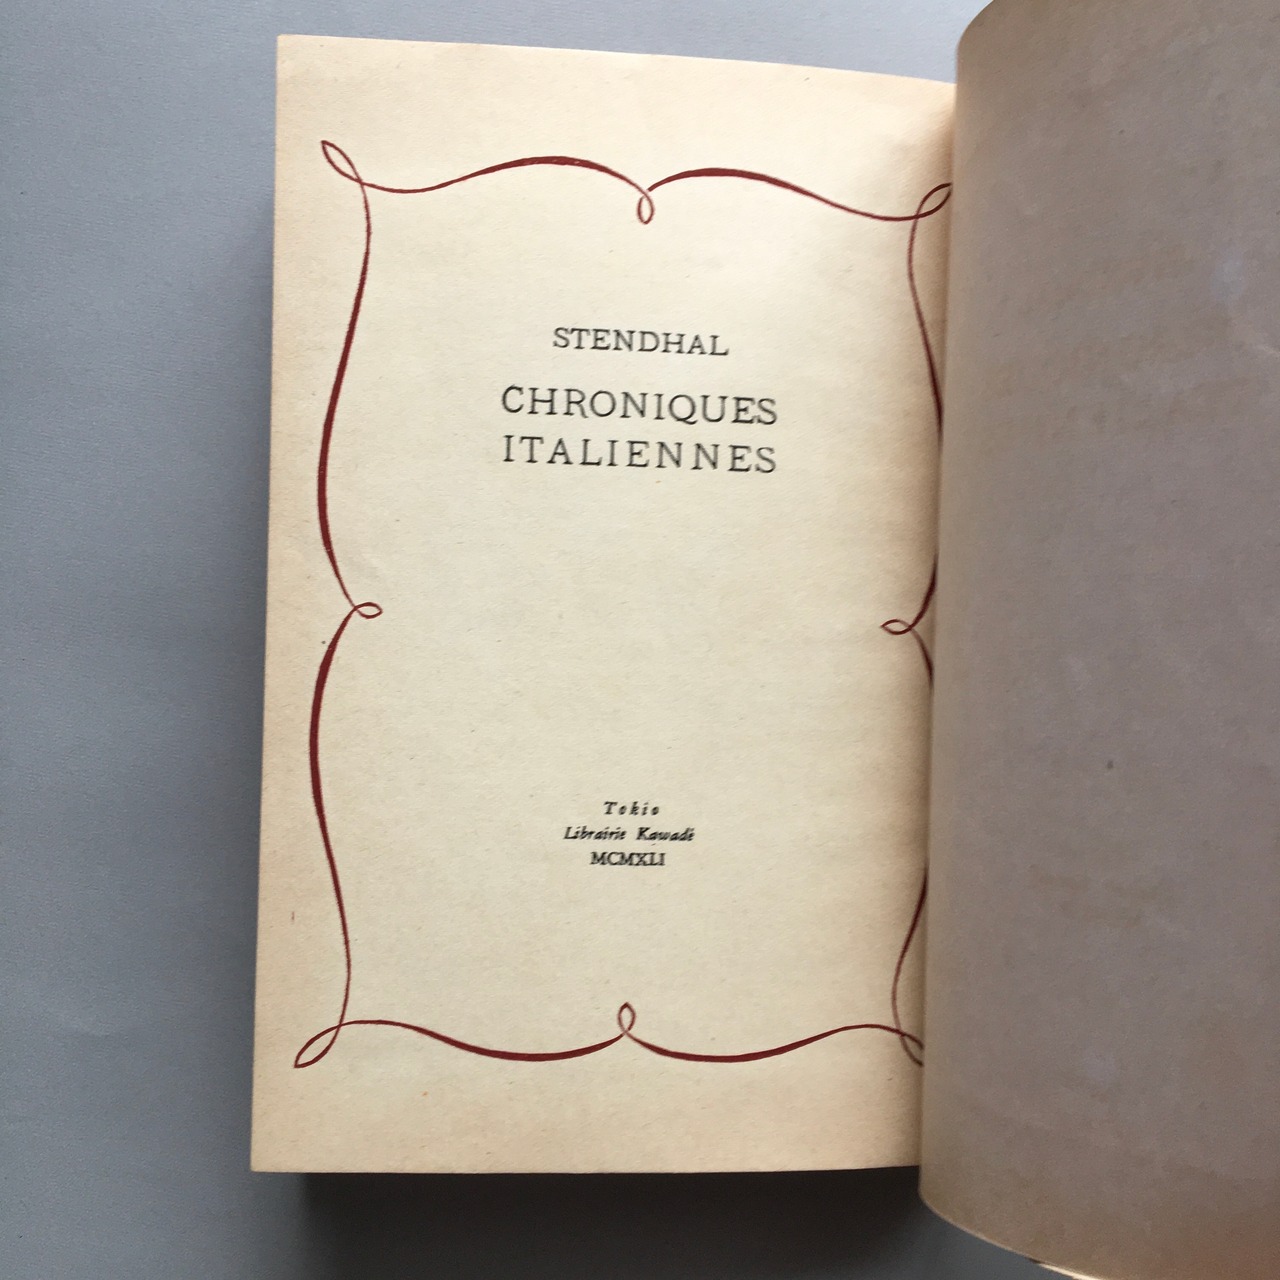 STENDHAL
CHRONIQUES
ITALIENNES
Tokio
Librairie Kawadé
MCMXLI